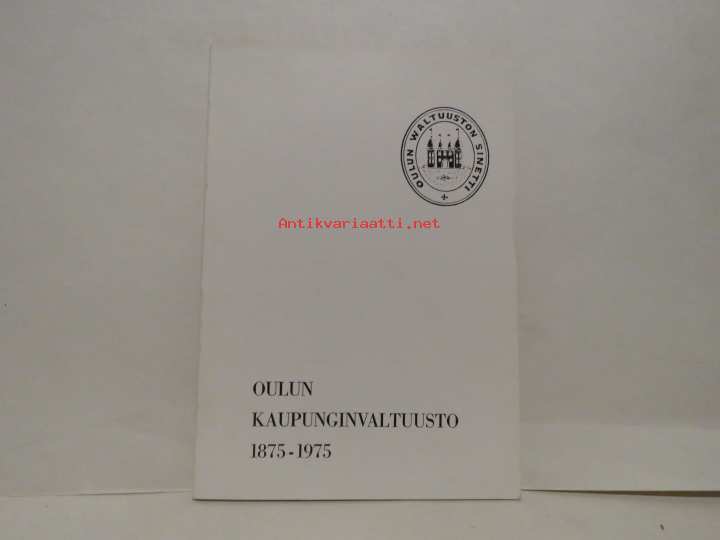 OULUN WALTUUSTON SINETTI
Antikvariaatti.net
OULUN
KAUPUNGINVALTUUSTO
1875-1975